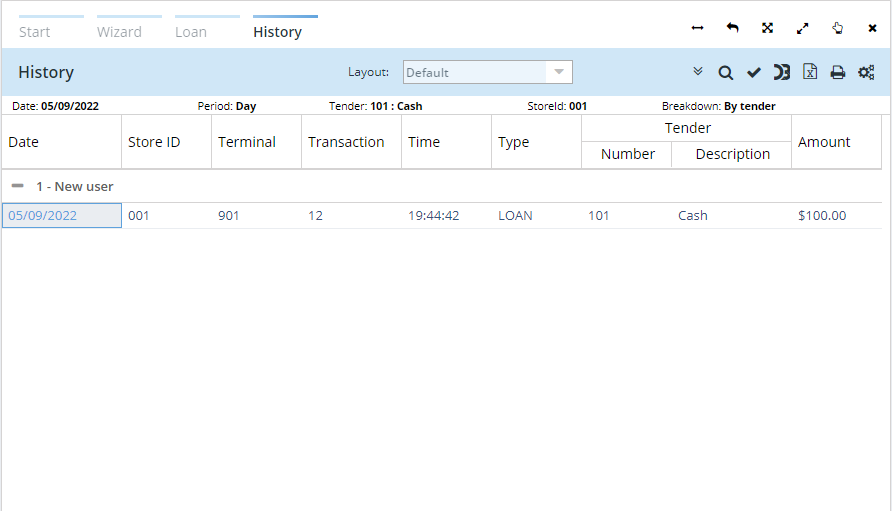 Start Wizard Loan History
History Layout: Default
Date: 05/09/2022 Period: Day Tender: 101 : Cash StoreId: 001 Breakdown: By tender
Date Store ID Terminal Transaction Time Type Tender Amount
Number Description
1 - New user
05/09/2022 001 901 12 19:44:42 LOAN 101 Cash $100.00